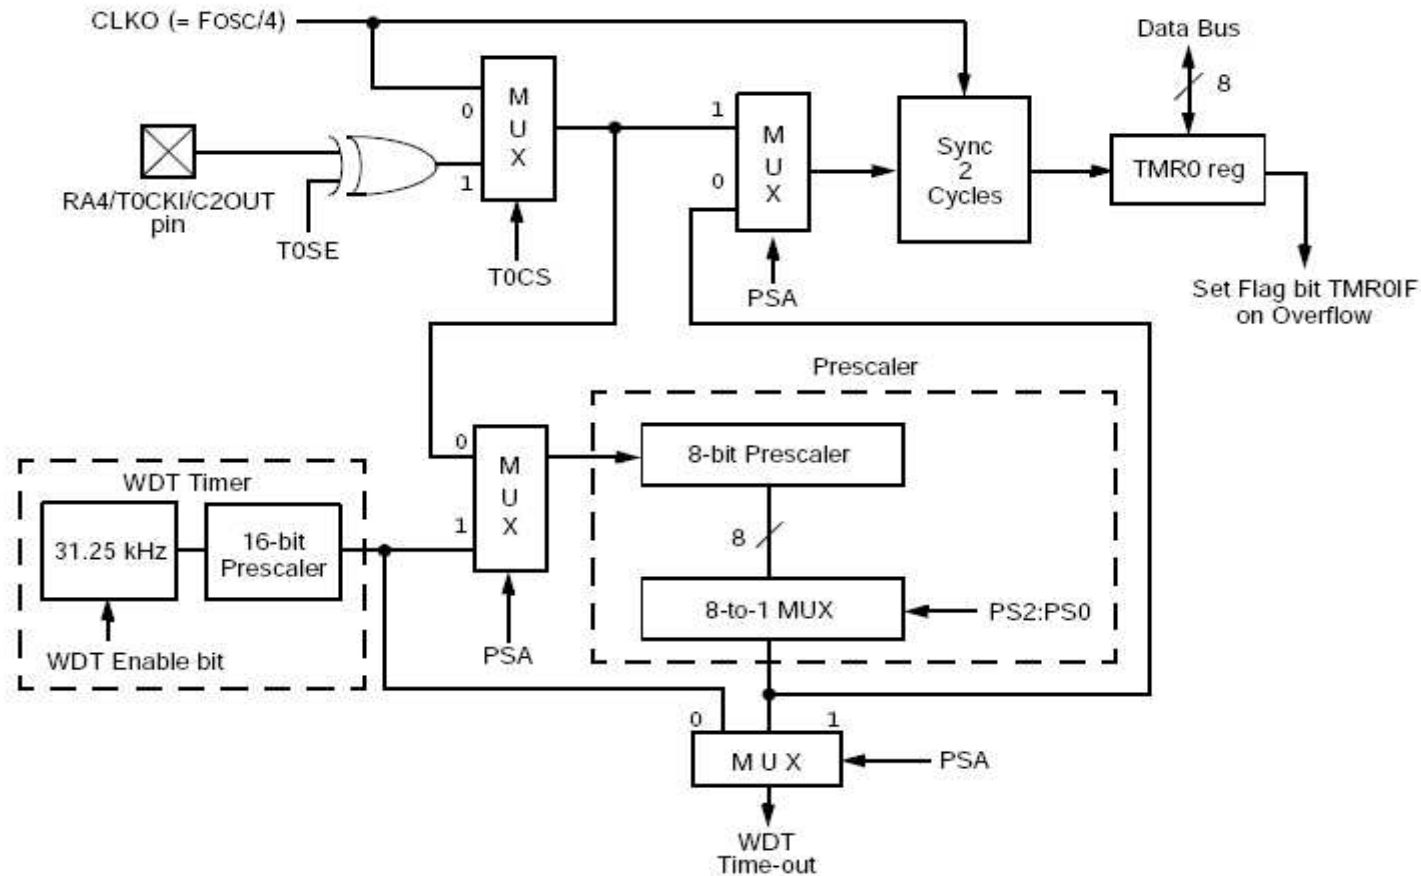 CLKO (= FOSC/4)
Data Bus
8
0
M
U
X
1
RA4/T0CKI/C2OUT
pin
T0SE
T0CS
1
M
U
X
0
PSA
Sync
2
Cycles
TMR0 reg
Set Flag bit TMR0IF
on Overflow
Prescaler
0
M
U
X
1
PSA
8-bit Prescaler
8
8-to-1 MUX
PS2:PS0
WDT Timer
31.25 kHz
16-bit
Prescaler
WDT Enable bit
0
1
M U X
PSA
WDT
Time-out